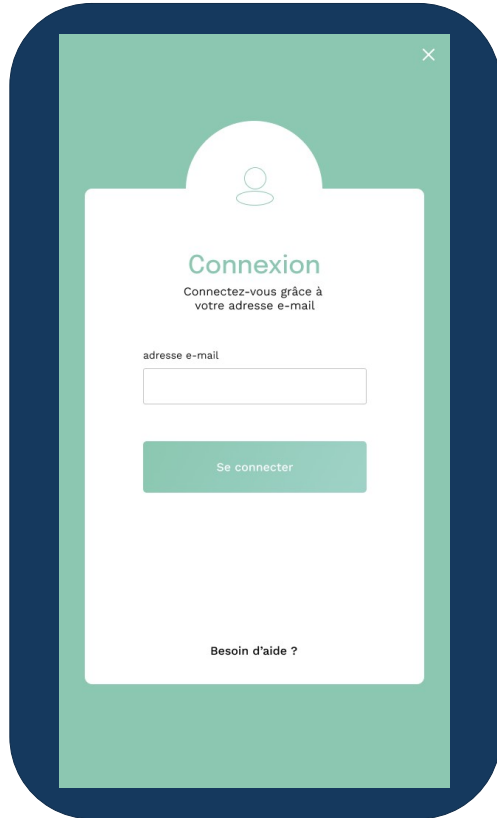 Connexion
Connectez-vous grâce à
votre adresse e-mail
adresse e-mail
Se connecter
Besoin d’aide ?